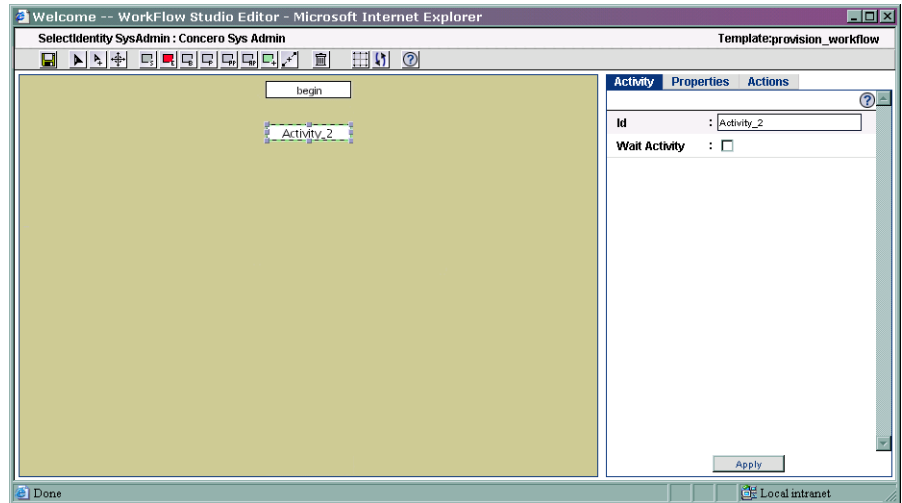 Welcome -- WorkFlow Studio Editor - Microsoft Internet Explorer
SelectIdentity SysAdmin : Concero Sys Admin Template:provision_workflow
begin
Activity_2
Activity Properties Actions
Id : Activity_2
Wait Activity :
Apply
Done Local intranet